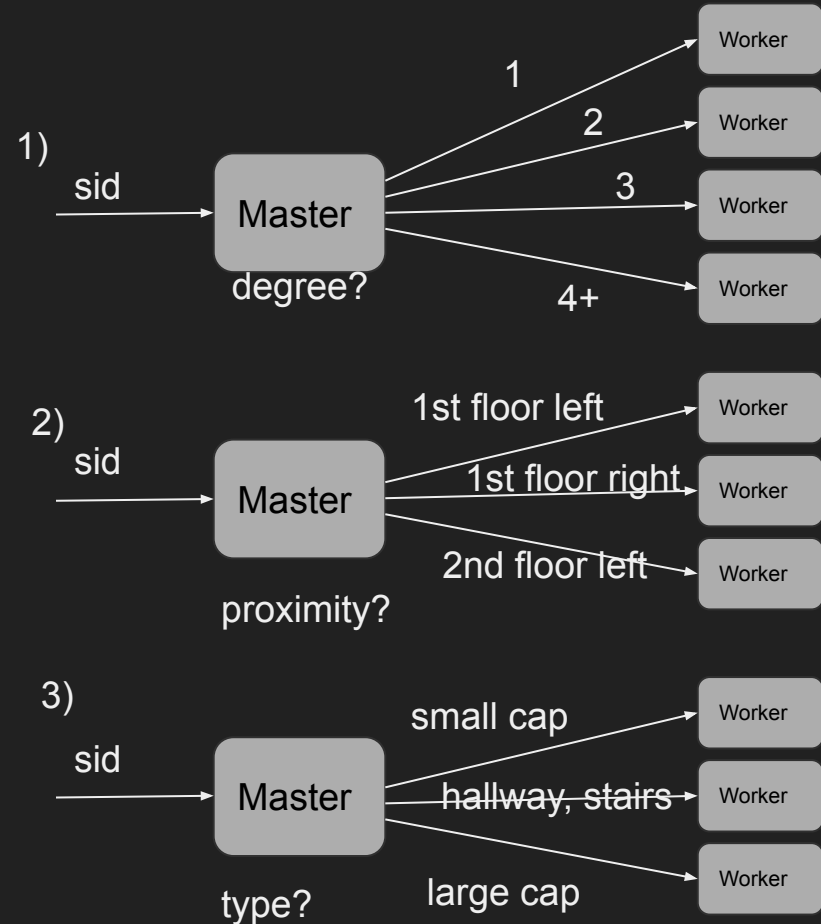 1)
sid
Master
degree?
1
2
3
4+
Worker
Worker
Worker
Worker
2)
sid
Master
proximity?
1st floor left
1st floor right
2nd floor left
Worker
Worker
Worker
3)
sid
Master
type?
small cap
hallway, stairs
large cap
Worker
Worker
Worker